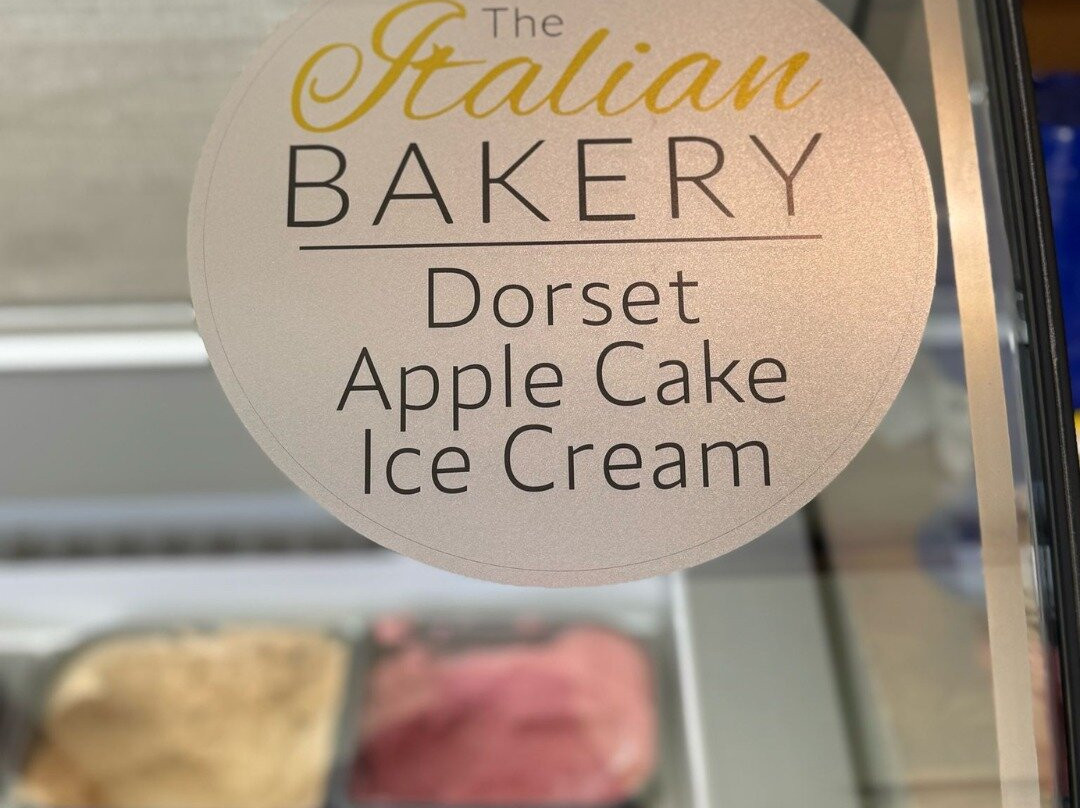 The
Italian
BAKERY
Dorset
Apple Cake
Ice Cream